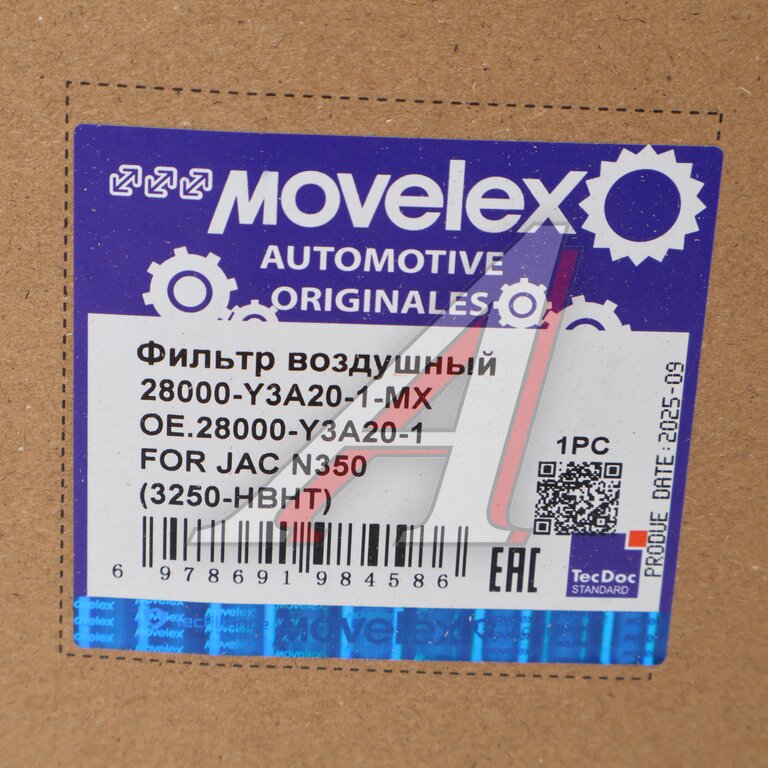 MOVelex
AUTOMOTIVE
ORIGINALES
Фильтр воздушный
28000-Y3A20-1-MX
OE.28000-Y3A20-1
FOR JAC N350
(3250-HBHT)
1PC
PRODUE DATE:2025-09
6 978691 984586
EAC
TecDoc
STANDARD
Movelex